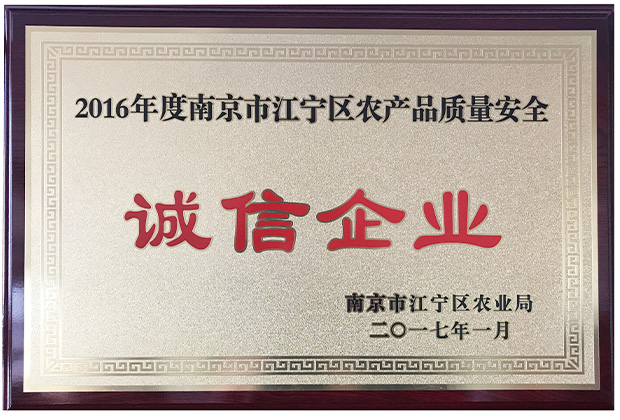 2016年度南京市江宁区农产品质量安全
诚信企业
南京市江宁区农业局
二〇一七年一月